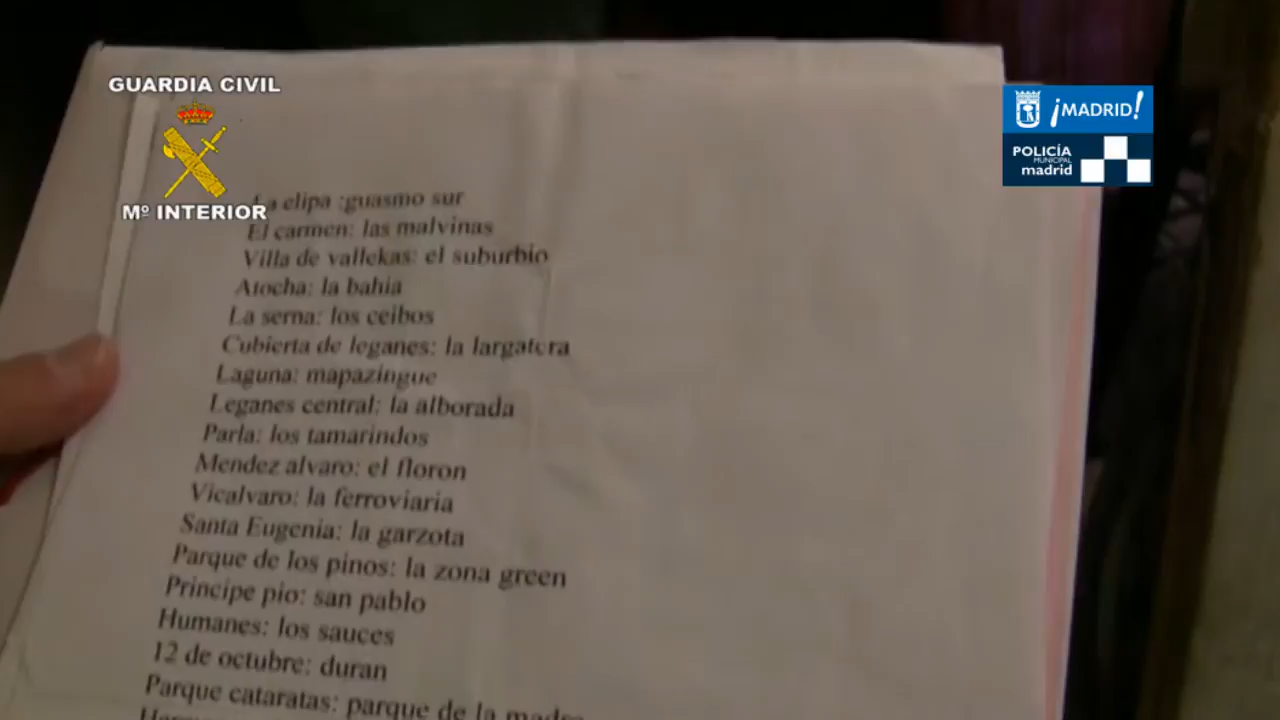 GUARDIA CIVIL
Mº INTERIOR
¡MADRID!
POLICÍA
MUNICIPAL
madrid
La elipa :guasmo sur
El carmen: las malvinas
Villa de vallekas: el suburbio
Atocha: la bahia
La serna: los ceibos
Cubierta de leganes: la largatera
Laguna: mapazingue
Leganes central: la alborada
Parla: los tamarindos
Mendez alvaro: el floron
Vicalvaro: la ferroviaria
Santa Eugenia: la garzota
Parque de los pinos: la zona green
Principe pio: san pablo
Humanes: los sauces
12 de octubre: duran
Parque cataratas: parque de la madre